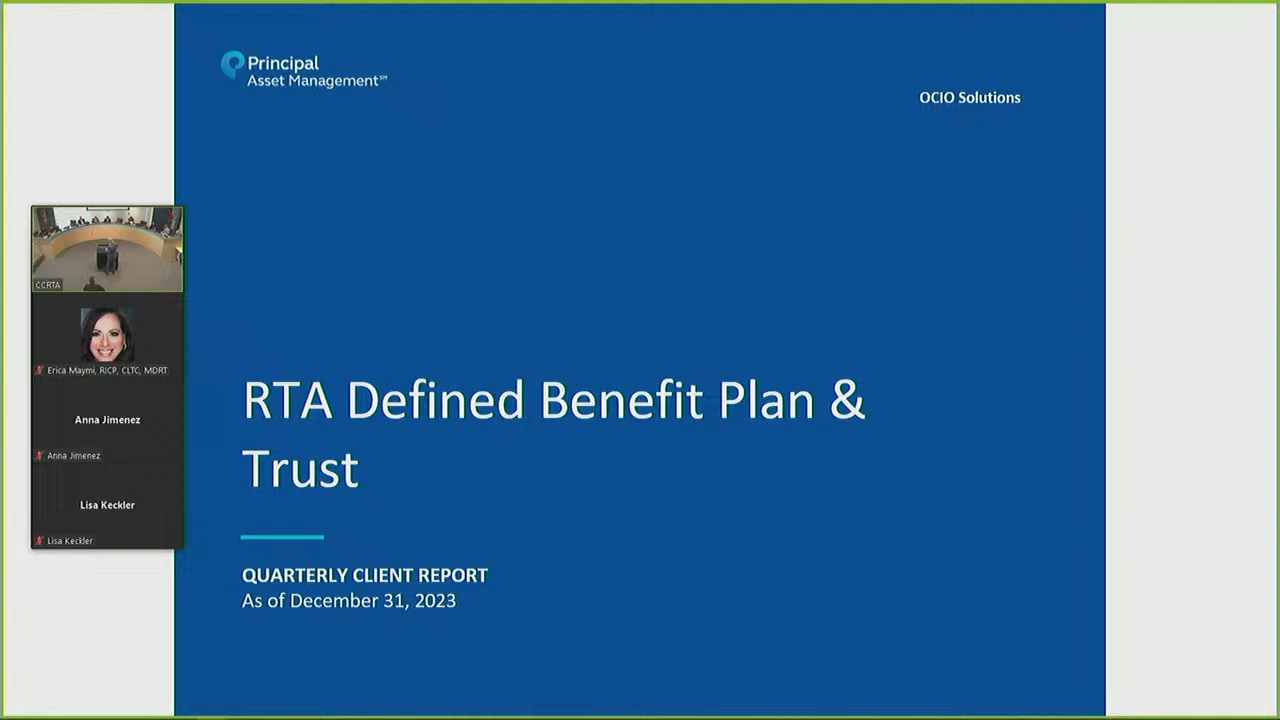 Principal
Asset Management℠
OCIO Solutions
CCRTA
Erica Maymi, RICP, CLTC, MDRT
Anna Jimenez
Anna Jimenez
Lisa Keckler
Lisa Keckler
RTA Defined Benefit Plan &
Trust
QUARTERLY CLIENT REPORT
As of December 31, 2023